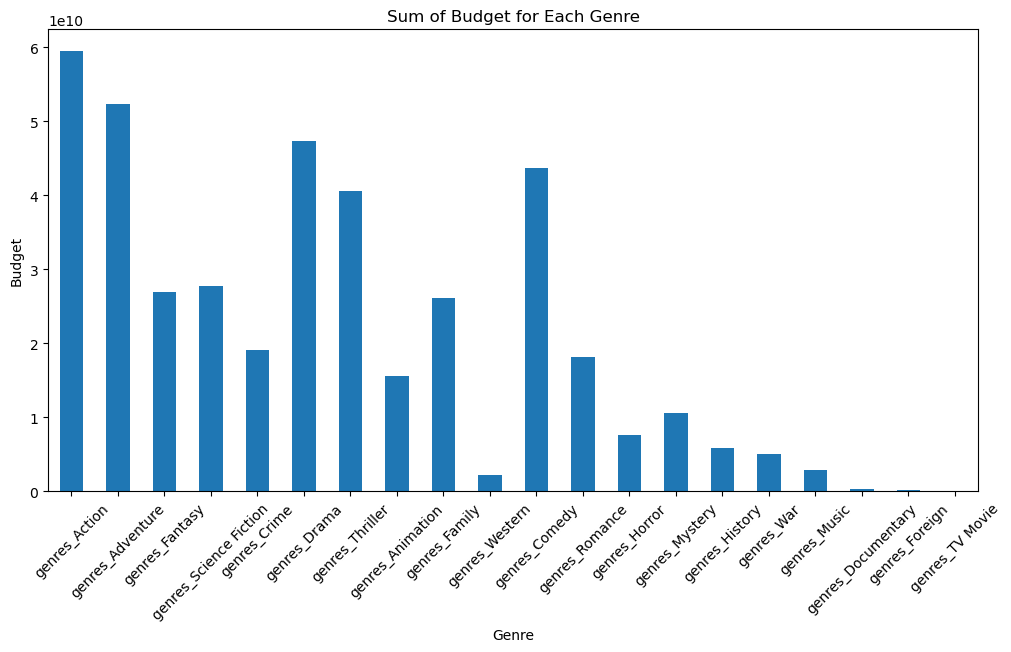 Sum of Budget for Each Genre
1e10
6
5
4
3
2
1
0
Budget
genres_Action
genres_Adventure
genres_Fantasy
genres_Science Fiction
genres_Crime
genres_Drama
genres_Thriller
genres_Animation
genres_Family
genres_Western
genres_Comedy
genres_Romance
genres_Horror
genres_Mystery
genres_History
genres_War
genres_Music
genres_Documentary
genres_Foreign
genres_TV Movie
Genre